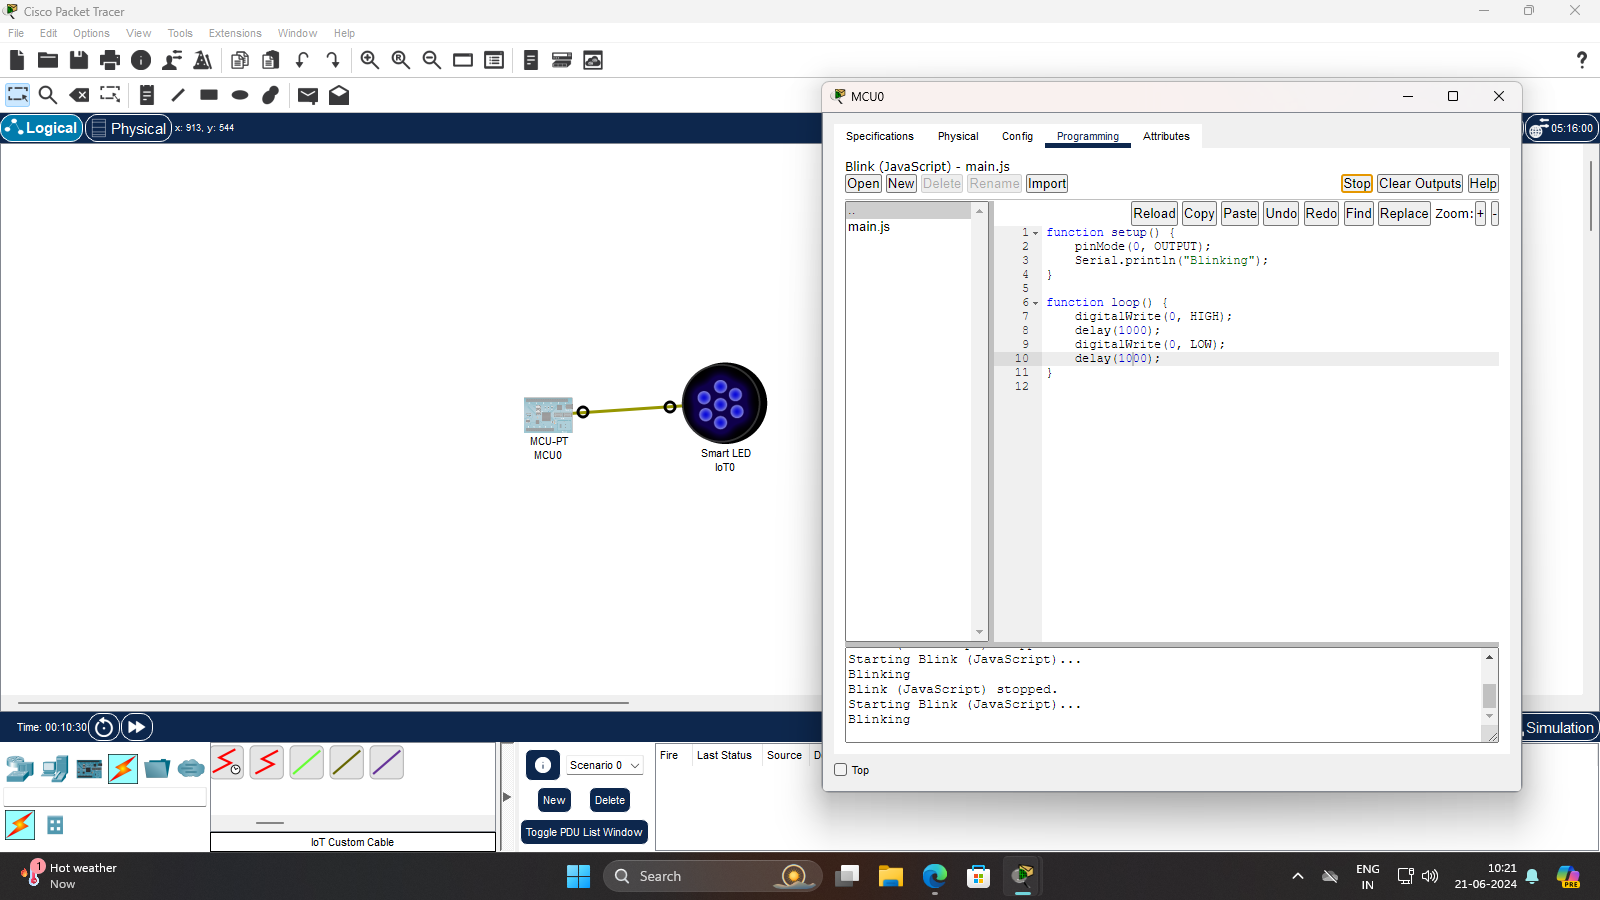 Cisco Packet Tracer
File Edit Options View Tools Extensions Window Help
?
Logical
Physical
x: 913, y: 544
05:16:00
MCU0
Specifications Physical Config Programming Attributes
Blink (JavaScript) - main.js
Open New Delete Rename Import
Stop Clear Outputs Help
Reload Copy Paste Undo Redo Find Replace Zoom: + -
..
main.js
1 function setup() {
2 pinMode(0, OUTPUT);
3 Serial.println("Blinking");
4 }
5
6 function loop() {
7 digitalWrite(0, HIGH);
8 delay(1000);
9 digitalWrite(0, LOW);
10 delay(1000);
11 }
12
MCU-PT
MCU0
Smart LED
IoT0
Starting Blink (JavaScript)...
Blinking
Blink (JavaScript) stopped.
Starting Blink (JavaScript)...
Blinking
Top
Time: 00:10:30
Simulation
Scenario 0
New Delete
Toggle PDU List Window
Fire Last Status Source D
IoT Custom Cable
1
Hot weather
Now
Search
ENG
IN
10:21
21-06-2024
PRE